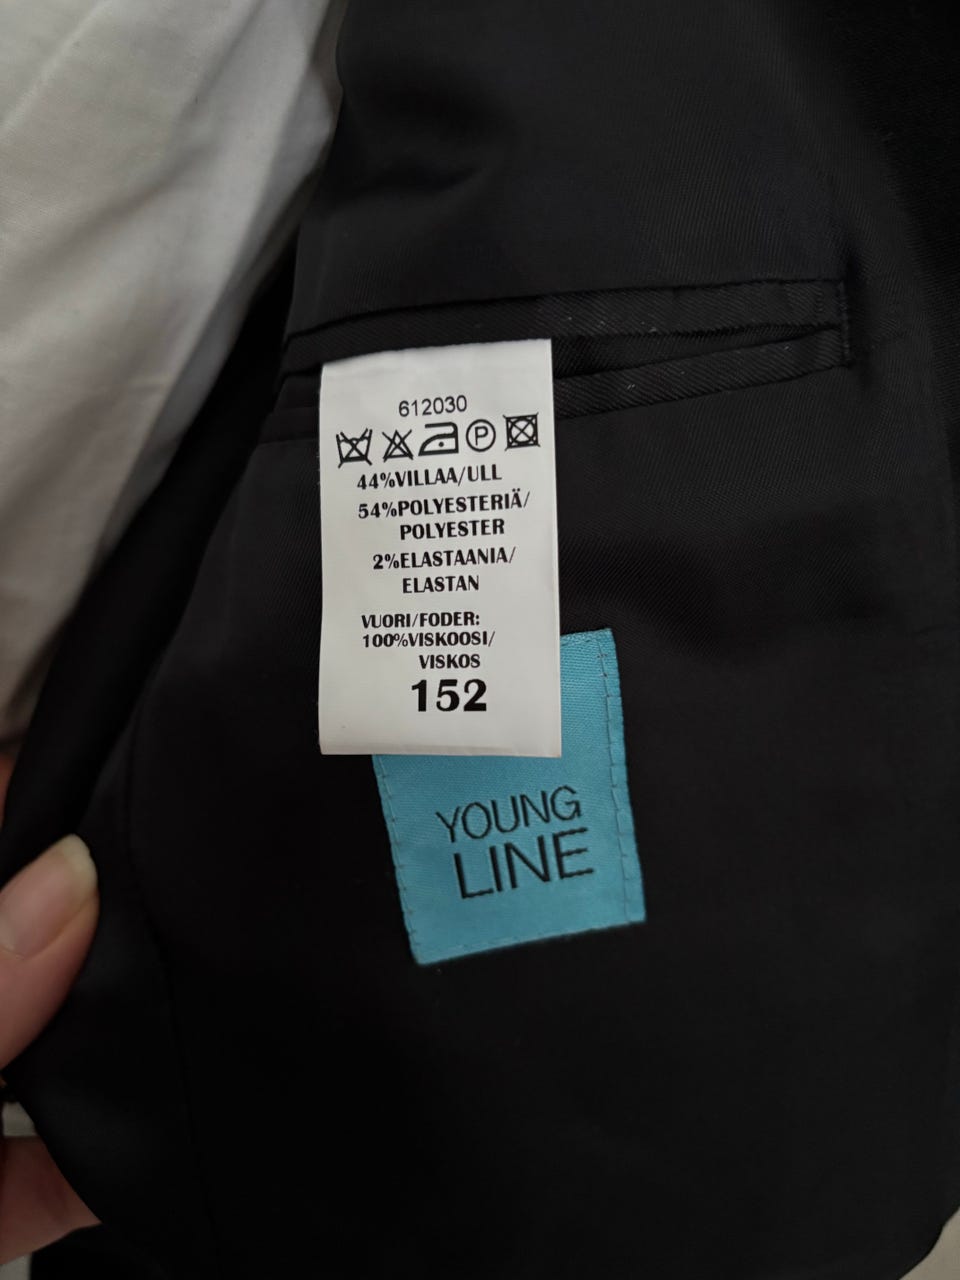 612030
P
44%VILLAA/ULL
54%POLYESTERIÄ/
POLYESTER
2%ELASTAANIA/
ELASTAN
VUORI/FODER:
100%VISKOOSI/
VISKOS
152
YOUNG
LINE